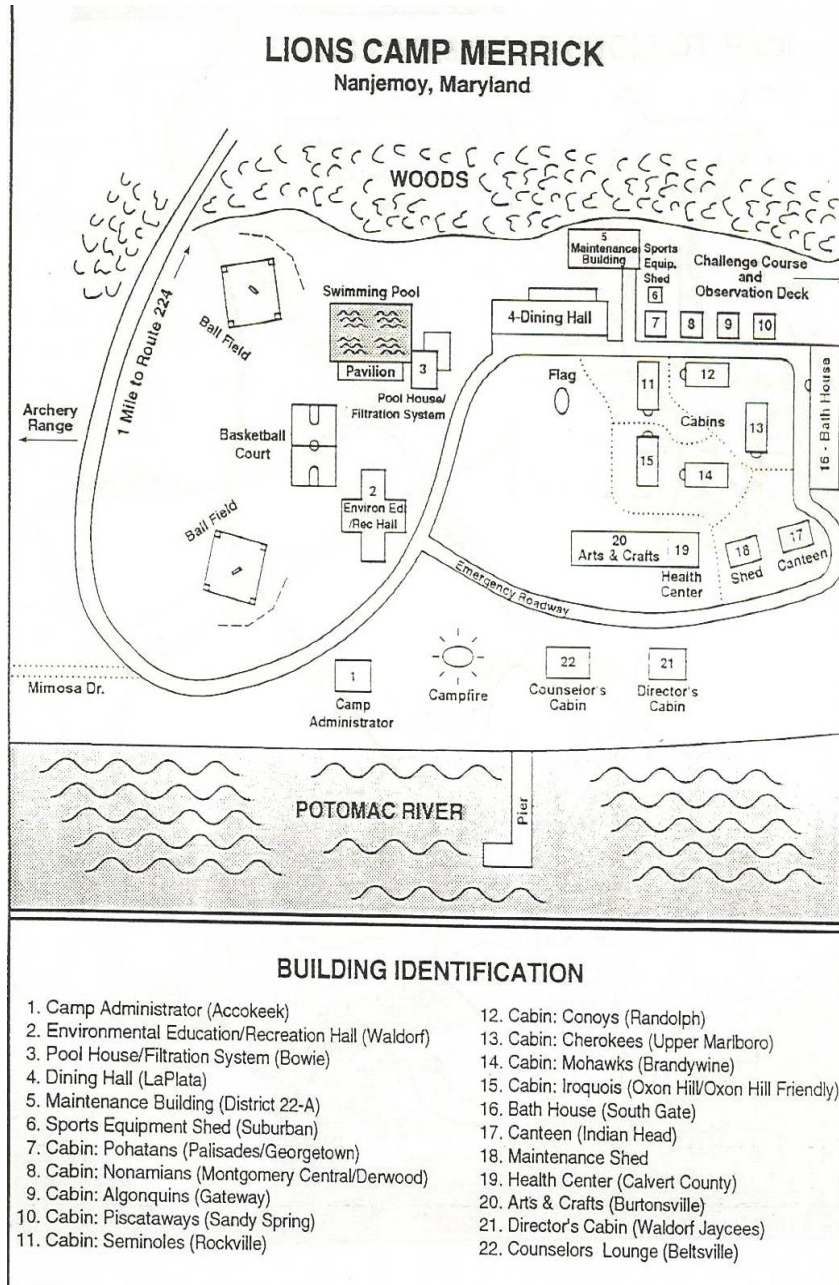 LIONS CAMP MERRICK
Nanjemoy, Maryland
WOODS
1 Mile to Route 224
Ball Field
Swimming Pool
Pavilion
3
Pool House/
Filtration System
5
Maintenance
Building
Sports
Equip.
Shed
6
Challenge Course
and
Observation Deck
4-Dining Hall
7
8
9
10
Flag
11
12
Cabins
13
14
15
16 - Bath House
Archery
Range
Basketball
Court
2
Environ Ed
/Rec Hall
Ball Field
20
Arts & Crafts
19
Health
Center
18
Shed
17
Canteen
Emergency Roadway
Mimosa Dr.
1
Camp
Administrator
Campfire
22
Counselor's
Cabin
21
Director's
Cabin
POTOMAC RIVER
Pier
BUILDING IDENTIFICATION
1. Camp Administrator (Accokeek)
2. Environmental Education/Recreation Hall (Waldorf)
3. Pool House/Filtration System (Bowie)
4. Dining Hall (LaPlata)
5. Maintenance Building (District 22-A)
6. Sports Equipment Shed (Suburban)
7. Cabin: Pohatans (Palisades/Georgetown)
8. Cabin: Nonamians (Montgomery Central/Derwood)
9. Cabin: Algonquins (Gateway)
10. Cabin: Piscataways (Sandy Spring)
11. Cabin: Seminoles (Rockville)
12. Cabin: Conoys (Randolph)
13. Cabin: Cherokees (Upper Marlboro)
14. Cabin: Mohawks (Brandywine)
15. Cabin: Iroquois (Oxon Hill/Oxon Hill Friendly)
16. Bath House (South Gate)
17. Canteen (Indian Head)
18. Maintenance Shed
19. Health Center (Calvert County)
20. Arts & Crafts (Burtonsville)
21. Director's Cabin (Waldorf Jaycees)
22. Counselors Lounge (Beltsville)